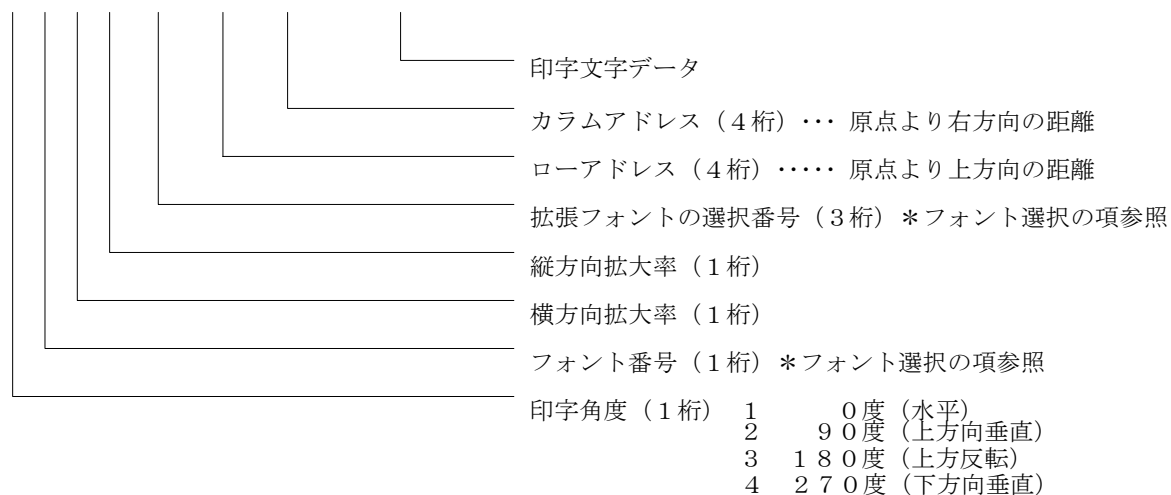 印字文字データ
カラムアドレス（４桁）･･･ 原点より右方向の距離
ローアドレス（４桁）･････ 原点より上方向の距離
拡張フォントの選択番号（３桁）＊フォント選択の項参照
縦方向拡大率（１桁）
横方向拡大率（１桁）
フォント番号（１桁）＊フォント選択の項参照
印字角度（１桁） １ ０度（水平）
２ ９０度（上方向垂直）
３ １８０度（上方反転）
４ ２７０度（下方向垂直）